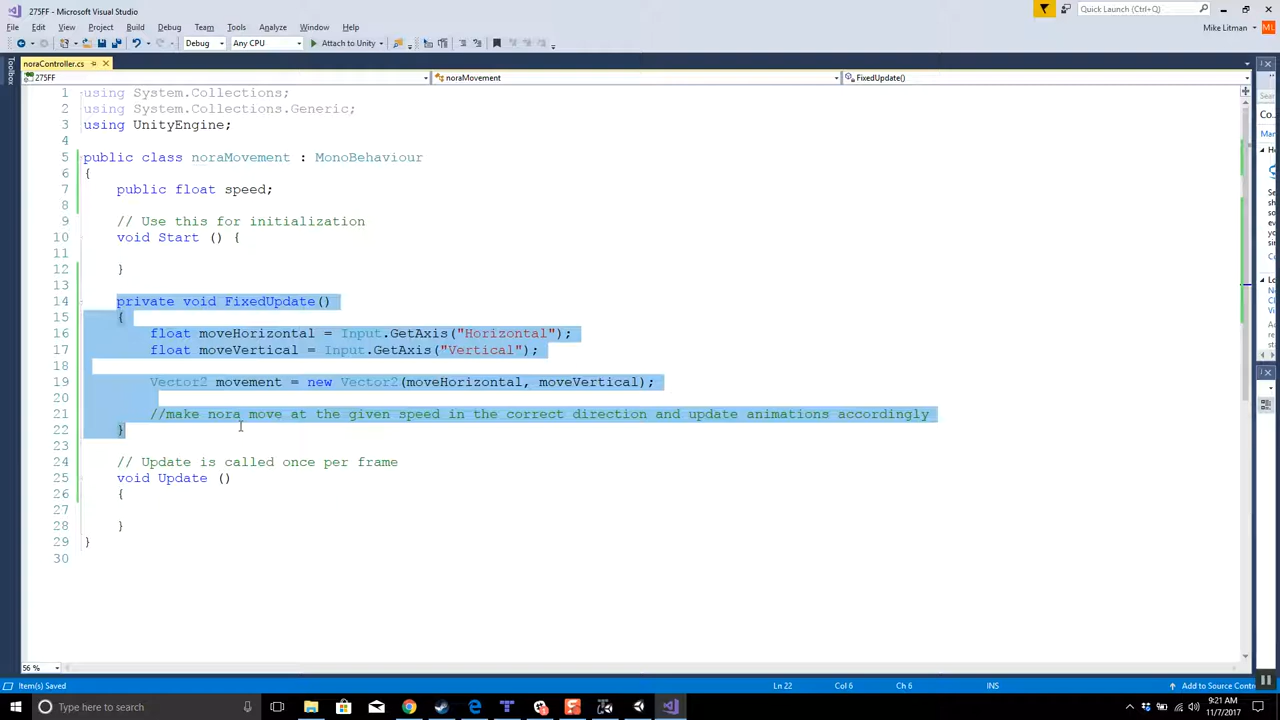 275FF - Microsoft Visual Studio
Quick Launch (Ctrl+Q)
File Edit View Project Build Debug Team Tools Analyze Window Help
Mike Litman
ML
Debug Any CPU Attach to Unity
Toolbox
noraController.cs
275FF noraMovement FixedUpdate()
1 using System.Collections;
2 using System.Collections.Generic;
3 using UnityEngine;
4
5 public class noraMovement : MonoBehaviour
6 {
7 public float speed;
8
9 // Use this for initialization
10 void Start () {
11
12 }
13
14 private void FixedUpdate()
15 {
16 float moveHorizontal = Input.GetAxis("Horizontal");
17 float moveVertical = Input.GetAxis("Vertical");
18
19 Vector2 movement = new Vector2(moveHorizontal, moveVertical);
20
21 //make nora move at the given speed in the correct direction and update animations accordingly
22 }
23
24 // Update is called once per frame
25 void Update ()
26 {
27
28 }
29 }
30
Co...
56 %
Item(s) Saved Ln 22 Col 6 Ch 6 INS Add to Source Contr
Type here to search
9:21 AM
11/7/2017